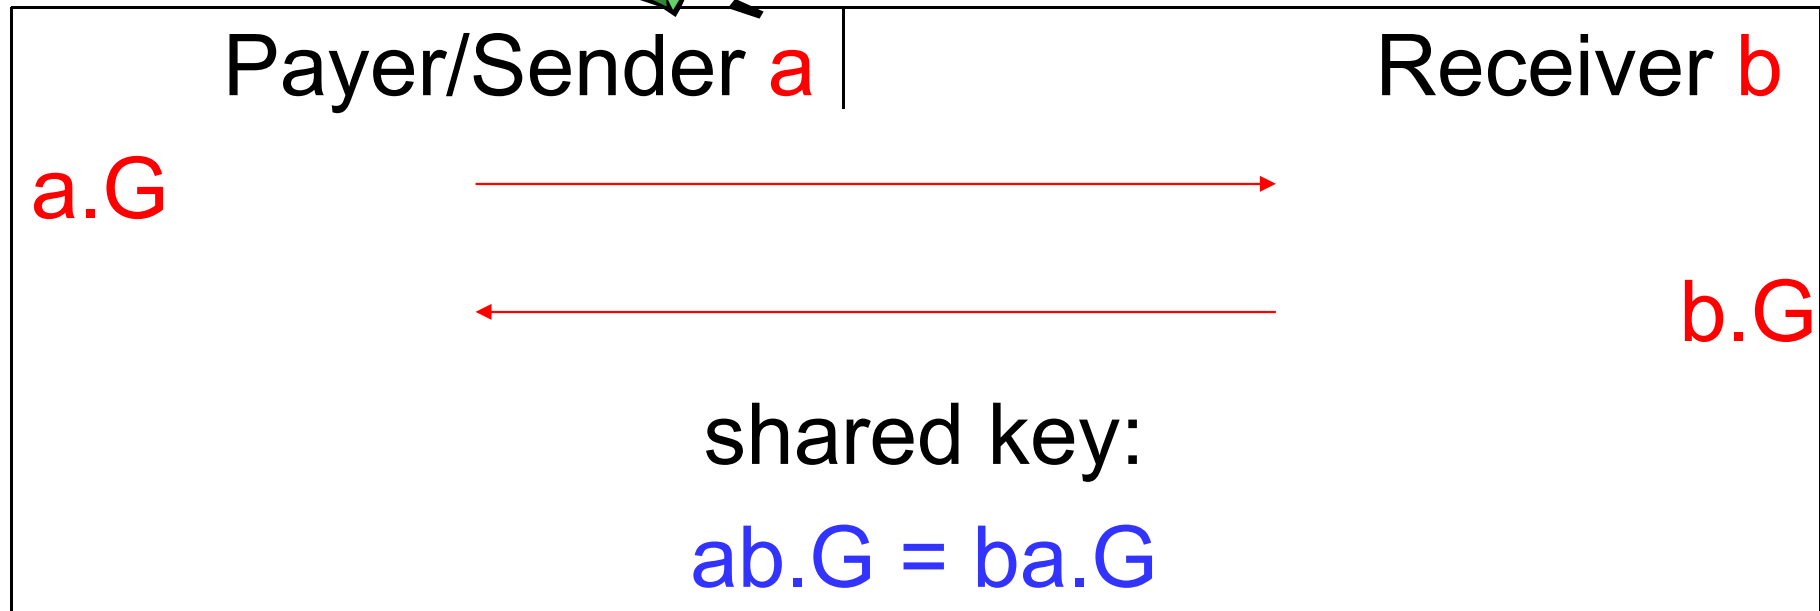 Payer/Sender a Receiver b
a.G
b.G
shared key:
ab.G = ba.G